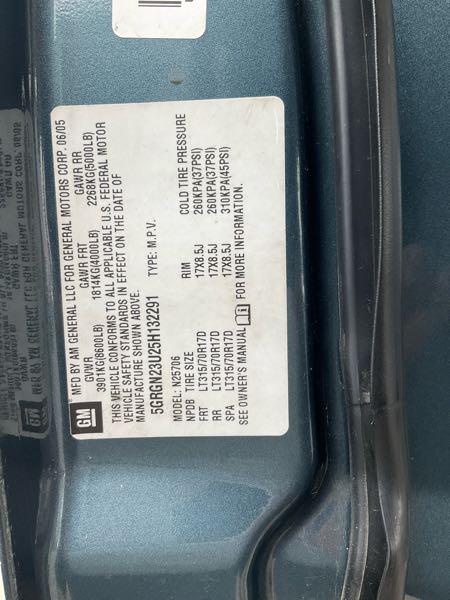 GM
MFD BY AM GENERAL LLC FOR GENERAL MOTORS CORP. 06/05
GVWR GAWR FRT GAWR RR
3901KG(8600LB) 1814KG(4000LB) 2268KG(5000LB)
THIS VEHICLE CONFORMS TO ALL APPLICABLE U.S. FEDERAL MOTOR
VEHICLE SAFETY STANDARDS IN EFFECT ON THE DATE OF
MANUFACTURE SHOWN ABOVE.
5GRGN23U25H132291 TYPE: M.P.V.
MODEL: N25706
NPDB TIRE SIZE RIM COLD TIRE PRESSURE
FRT LT315/70R17D 17X8.5J 260KPA(37PSI)
RR LT315/70R17D 17X8.5J 260KPA(37PSI)
SPA LT315/70R17D 17X8.5J 310KPA(45PSI)
SEE OWNER'S MANUAL FOR MORE INFORMATION.